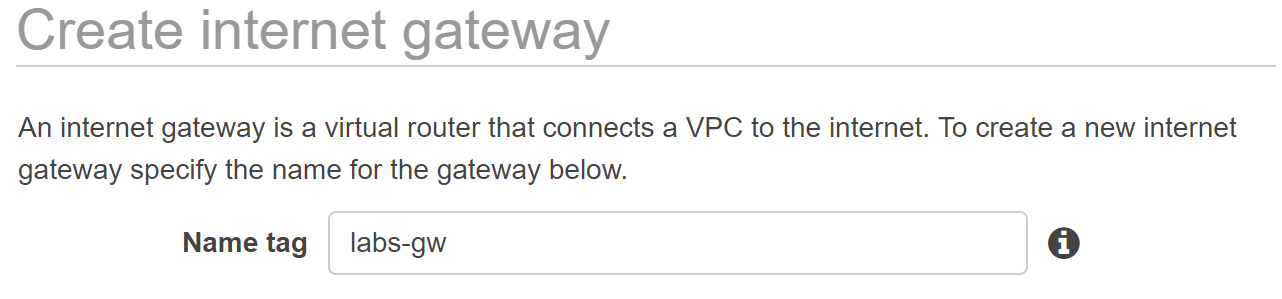 Create internet gateway
An internet gateway is a virtual router that connects a VPC to the internet. To create a new internet
gateway specify the name for the gateway below.
Name tag labs-gw